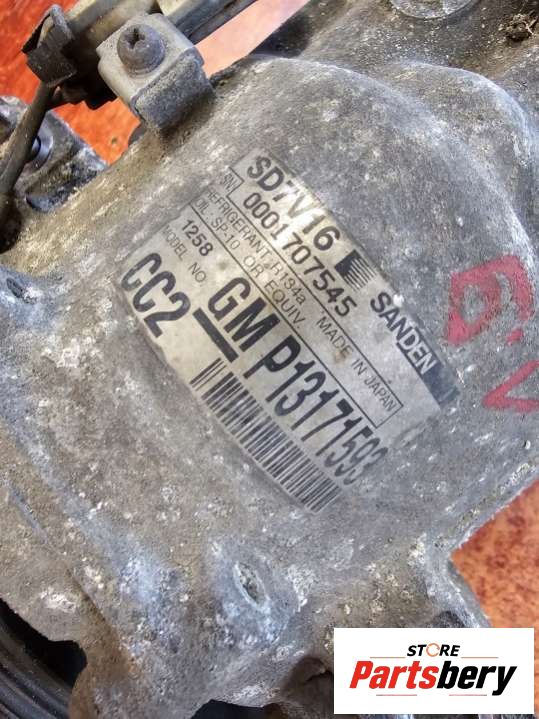 SD7V16 SANDEN
S\N 0001707545
REFRIGERANT R134a MADE IN JAPAN
OIL SP-10 OR EQUIV.
1258
MODEL NO.
CC2 GM P13171593
STORE
Partsbery